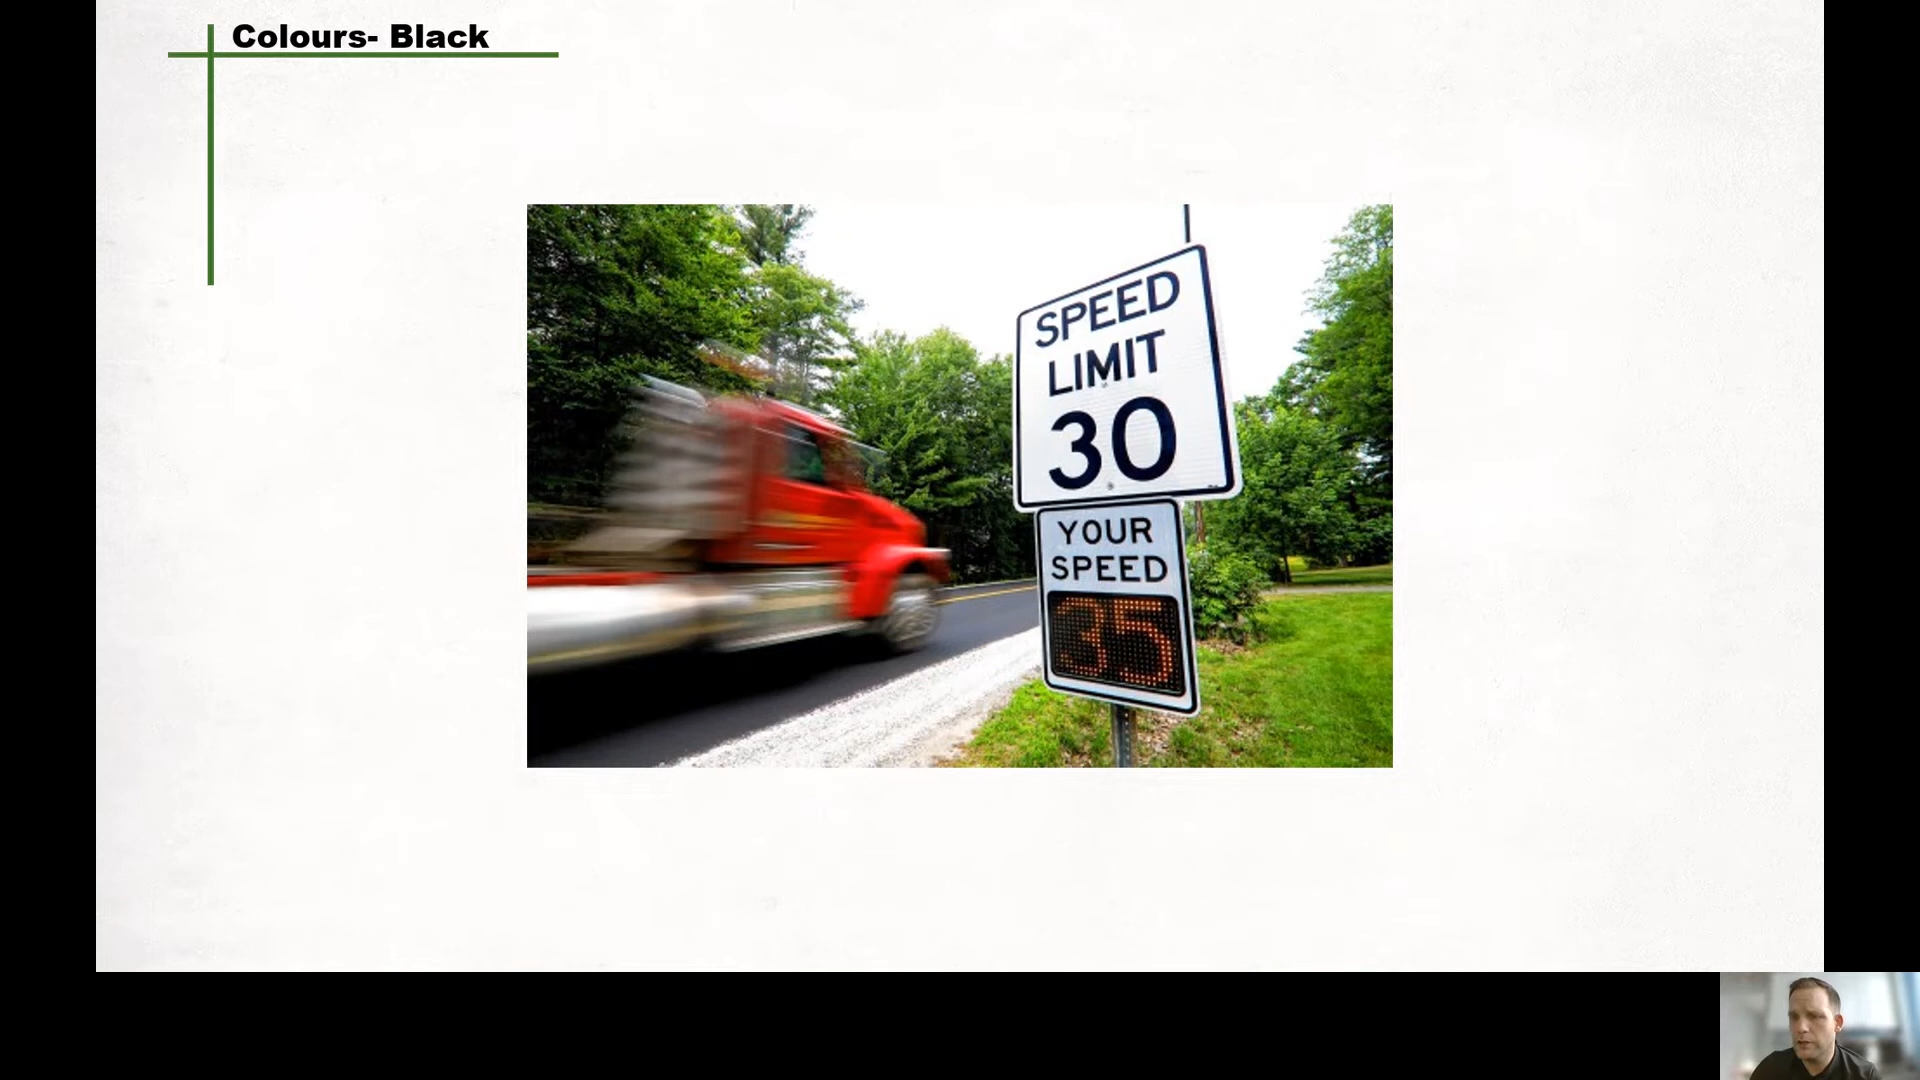 Colours- Black
SPEED
LIMIT
30
YOUR
SPEED
35